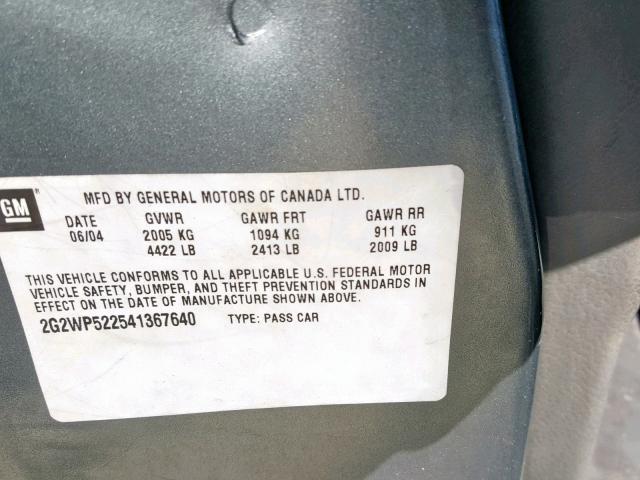 GM®
MFD BY GENERAL MOTORS OF CANADA LTD.
DATE GVWR GAWR FRT GAWR RR
06/04 2005 KG 1094 KG 911 KG
4422 LB 2413 LB 2009 LB
THIS VEHICLE CONFORMS TO ALL APPLICABLE U.S. FEDERAL MOTOR
VEHICLE SAFETY, BUMPER, AND THEFT PREVENTION STANDARDS IN
EFFECT ON THE DATE OF MANUFACTURE SHOWN ABOVE.
2G2WP522541367640 TYPE: PASS CAR